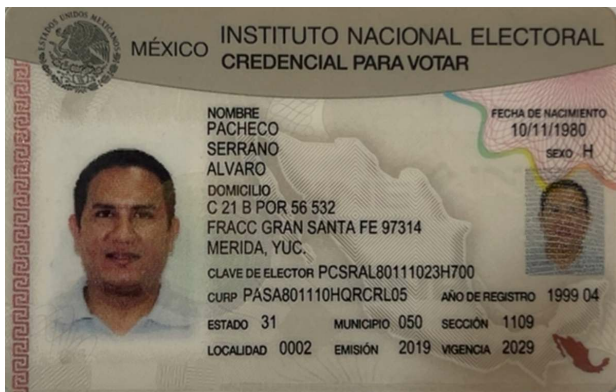 MÉXICO
INSTITUTO NACIONAL ELECTORAL
CREDENCIAL PARA VOTAR
NOMBRE
PACHECO
SERRANO
ALVARO
FECHA DE NACIMIENTO
10/11/1980
SEXO H
DOMICILIO
C 21 B POR 56 532
FRACC GRAN SANTA FE 97314
MERIDA, YUC.
CLAVE DE ELECTOR PCSRAL80111023H700
CURP PASA801110HQRCRL05 AÑO DE REGISTRO 1999 04
ESTADO 31 MUNICIPIO 050 SECCIÓN 1109
LOCALIDAD 0002 EMISIÓN 2019 VIGENCIA 2029